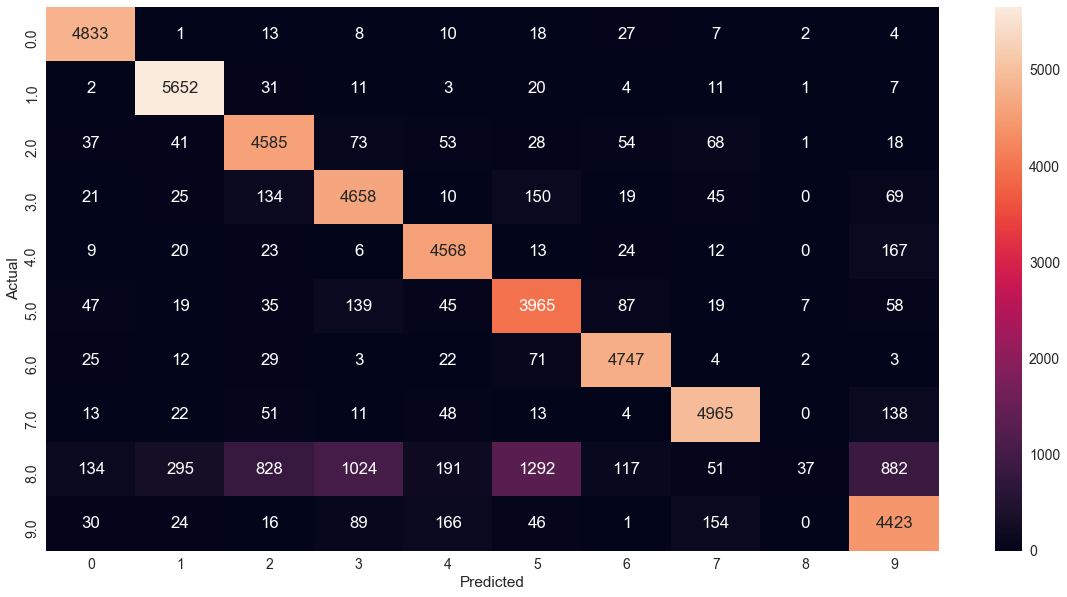 0.0 4833 1 13 8 10 18 27 7 2 4
1.0 2 5652 31 11 3 20 4 11 1 7
2.0 37 41 4585 73 53 28 54 68 1 18
3.0 21 25 134 4658 10 150 19 45 0 69
4.0 9 20 23 6 4568 13 24 12 0 167
5.0 47 19 35 139 45 3965 87 19 7 58
6.0 25 12 29 3 22 71 4747 4 2 3
7.0 13 22 51 11 48 13 4 4965 0 138
8.0 134 295 828 1024 191 1292 117 51 37 882
9.0 30 24 16 89 166 46 1 154 0 4423
0 1 2 3 4 5 6 7 8 9
Predicted
Actual
5000
4000
3000
2000
1000
0